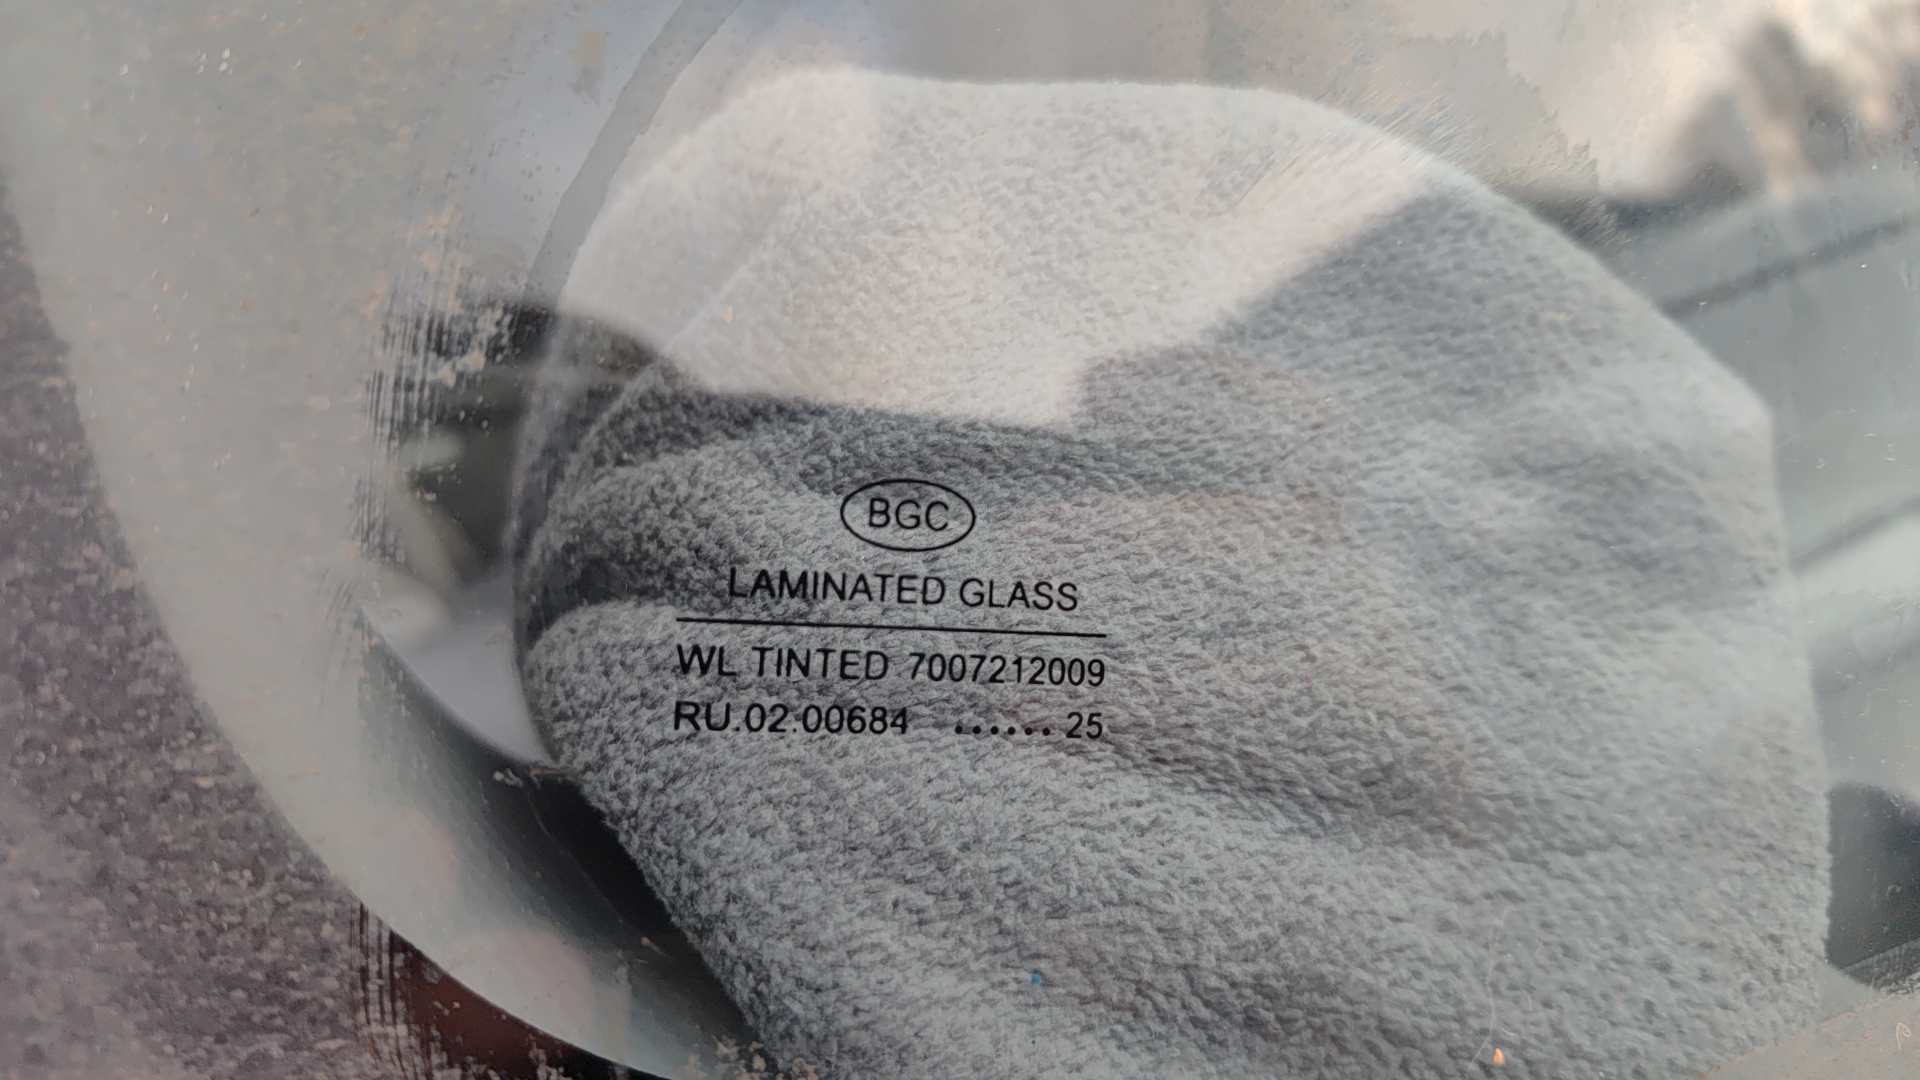 BGC
LAMINATED GLASS
WL TINTED 7007212009
RU.02.00684 ...... 25